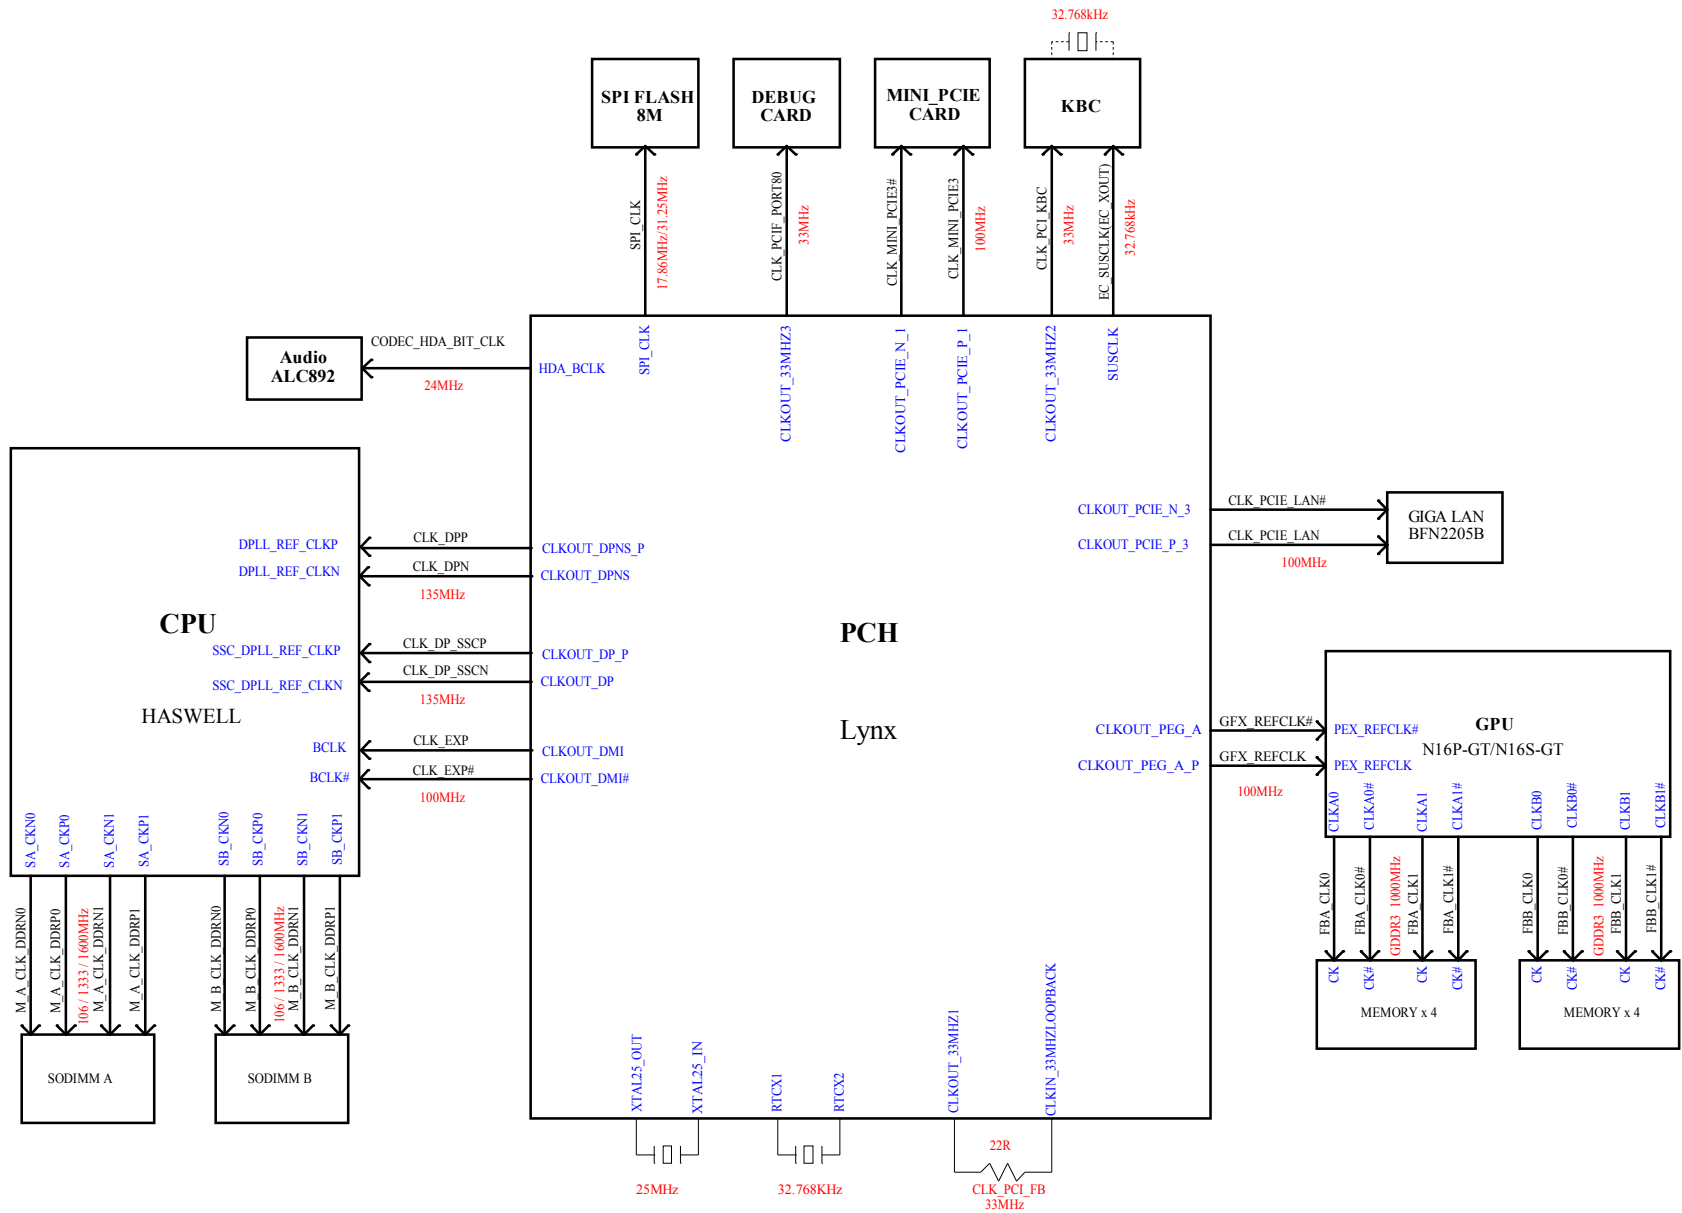 32.768kHz
SPI FLASH
8M
DEBUG
CARD
MINI_PCIE
CARD
KBC
SPI_CLK
17.86MHz/31.25MHz
CLK_PCIF_PORT80
33MHz
CLK_MINI_PCIE3#
CLK_MINI_PCIE3
100MHz
CLK_PCI_KBC
33MHz
EC_SUSCLK(EC_XOUT)
32.768kHz
Audio
ALC892
CODEC_HDA_BIT_CLK
24MHz
HDA_BCLK
SPI_CLK
CLKOUT_33MHZ3
CLKOUT_PCIE_N_1
CLKOUT_PCIE_P_1
CLKOUT_33MHZ2
SUSCLK
CLKOUT_PCIE_N_3
CLK_PCIE_LAN#
CLKOUT_PCIE_P_3
CLK_PCIE_LAN
100MHz
GIGA LAN
BFN2205B
DPLL_REF_CLKP
CLK_DPP
CLKOUT_DPNS_P
DPLL_REF_CLKN
CLK_DPN
CLKOUT_DPNS
135MHz
CPU
PCH
SSC_DPLL_REF_CLKP
CLK_DP_SSCP
CLKOUT_DP_P
SSC_DPLL_REF_CLKN
CLK_DP_SSCN
CLKOUT_DP
135MHz
HASWELL
Lynx
BCLK
CLK_EXP
CLKOUT_DMI
BCLK#
CLK_EXP#
CLKOUT_DMI#
100MHz
CLKOUT_PEG_A
GFX_REFCLK#
PEX_REFCLK#
CLKOUT_PEG_A_P
GFX_REFCLK
PEX_REFCLK
100MHz
GPU
N16P-GT/N16S-GT
SA_CKN0
SA_CKP0
SA_CKN1
SA_CKP1
SB_CKN0
SB_CKP0
SB_CKN1
SB_CKP1
CLKA0
CLKA0#
CLKA1
CLKA1#
CLKB0
CLKB0#
CLKB1
CLKB1#
M_A_CLK_DDRN0
M_A_CLK_DDRP0
106 / 1333 / 1600MHz
M_A_CLK_DDRN1
M_A_CLK_DDRP1
M_B_CLK_DDRN0
M_B_CLK_DDRP0
106 / 1333 / 1600MHz
M_B_CLK_DDRN1
M_B_CLK_DDRP1
FBA_CLK0
FBA_CLK0#
GDDR3 1000MHz
FBA_CLK1
FBA_CLK1#
FBB_CLK0
FBB_CLK0#
GDDR3 1000MHz
FBB_CLK1
FBB_CLK1#
CK
CK#
CK
CK#
CK
CK#
CK
CK#
MEMORY x 4
MEMORY x 4
SODIMM A
SODIMM B
XTAL25_OUT
XTAL25_IN
RTCX1
RTCX2
CLKOUT_33MHZ1
CLKIN_33MHZLOOPBACK
25MHz
32.768KHz
22R
CLK_PCI_FB
33MHz